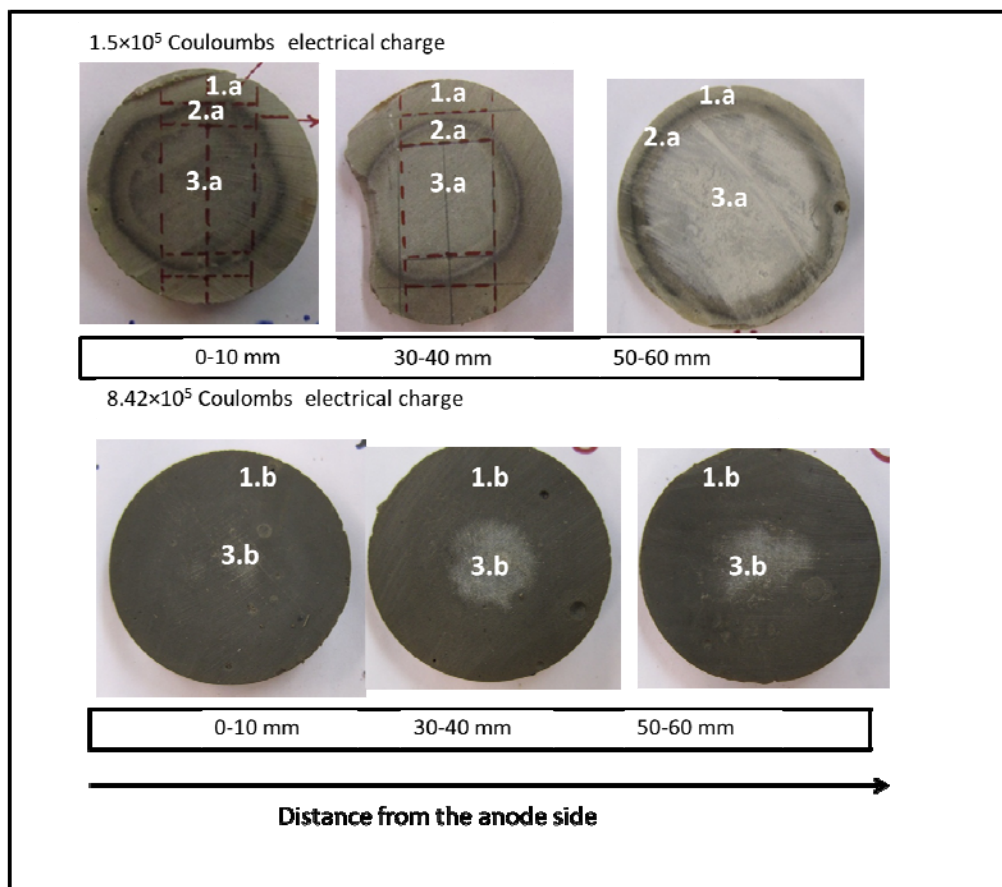 1.5×10⁵ Couloumbs electrical charge
1.a 1.a 1.a
2.a 2.a 2.a
3.a 3.a 3.a
0-10 mm 30-40 mm 50-60 mm
8.42×10⁵ Coulombs electrical charge
1.b 1.b 1.b
3.b 3.b 3.b
0-10 mm 30-40 mm 50-60 mm
Distance from the anode side